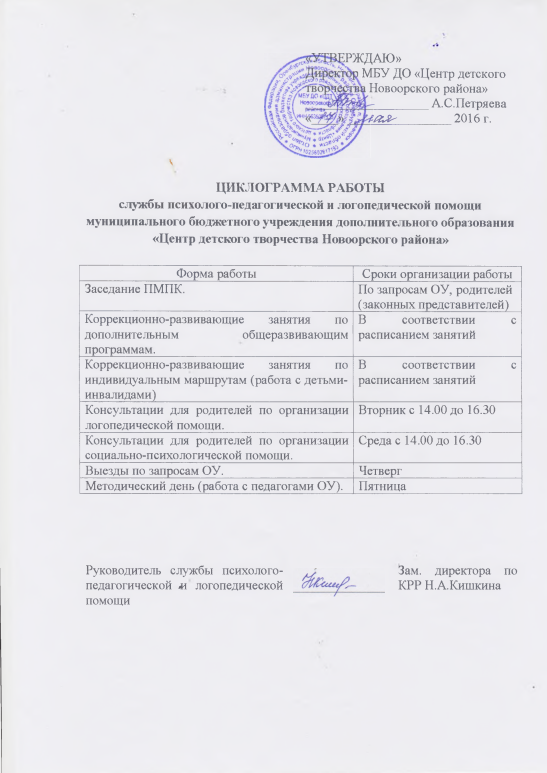 «УТВЕРЖДАЮ»
Директор МБУ ДО «Центр детского
творчества Новоорского района»
А.С.Петряева
2016 г.
ЦИКЛОГРАММА РАБОТЫ
службы психолого-педагогической и логопедической помощи
муниципального бюджетного учреждения дополнительного образования
«Центр детского творчества Новоорского района»
Форма работы Сроки организации работы
Заседание ПМПК. По запросам ОУ, родителей
(законных представителей)
Коррекционно-развивающие занятия по В соответствии с
дополнительным общеразвивающим расписанием занятий
программам.
Коррекционно-развивающие занятия по В соответствии с
индивидуальным маршрутам (работа с детьми- расписанием занятий
инвалидами)
Консультации для родителей по организации Вторник с 14.00 до 16.30
логопедической помощи.
Консультации для родителей по организации Среда с 14.00 до 16.30
социально-психологической помощи.
Выезды по запросам ОУ. Четверг
Методический день (работа с педагогами ОУ). Пятница
Руководитель службы психолого- Зам. директора по
педагогической и логопедической КРР Н.А.Кишкина
помощи